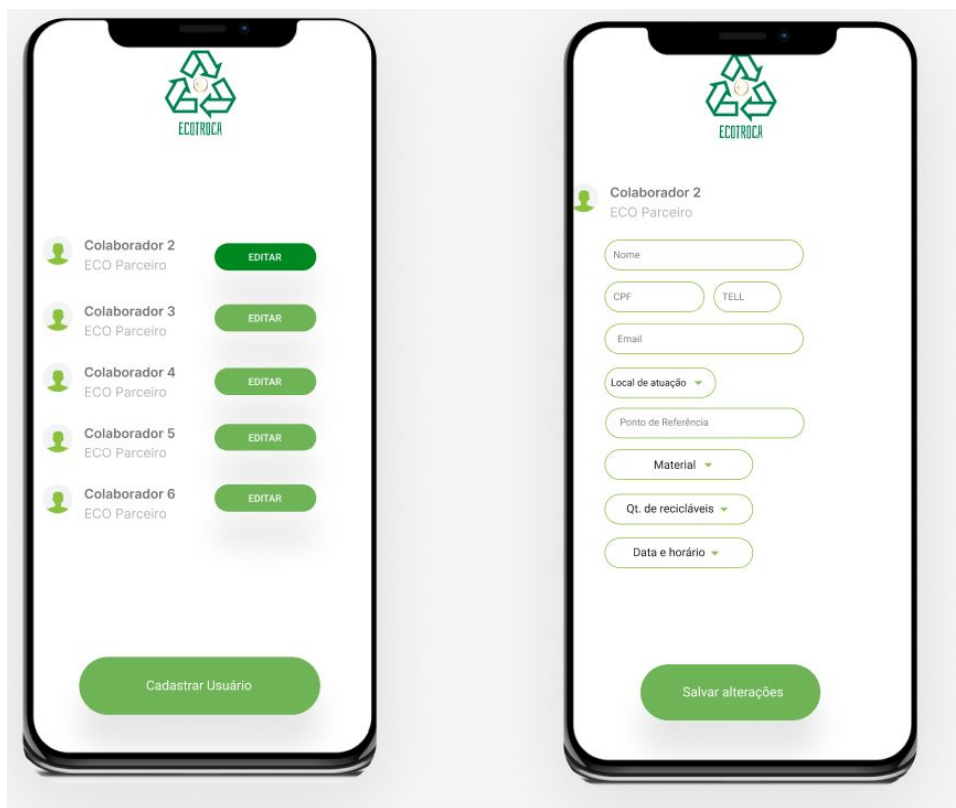 ECOTROCA
Colaborador 2
ECO Parceiro
EDITAR
Colaborador 3
ECO Parceiro
EDITAR
Colaborador 4
ECO Parceiro
EDITAR
Colaborador 5
ECO Parceiro
EDITAR
Colaborador 6
ECO Parceiro
EDITAR
Cadastrar Usuário
ECOTROCA
Colaborador 2
ECO Parceiro
Nome
CPF
TELL
Email
Local de atuação
Ponto de Referência
Material
Qt. de recicláveis
Data e horário
Salvar alterações